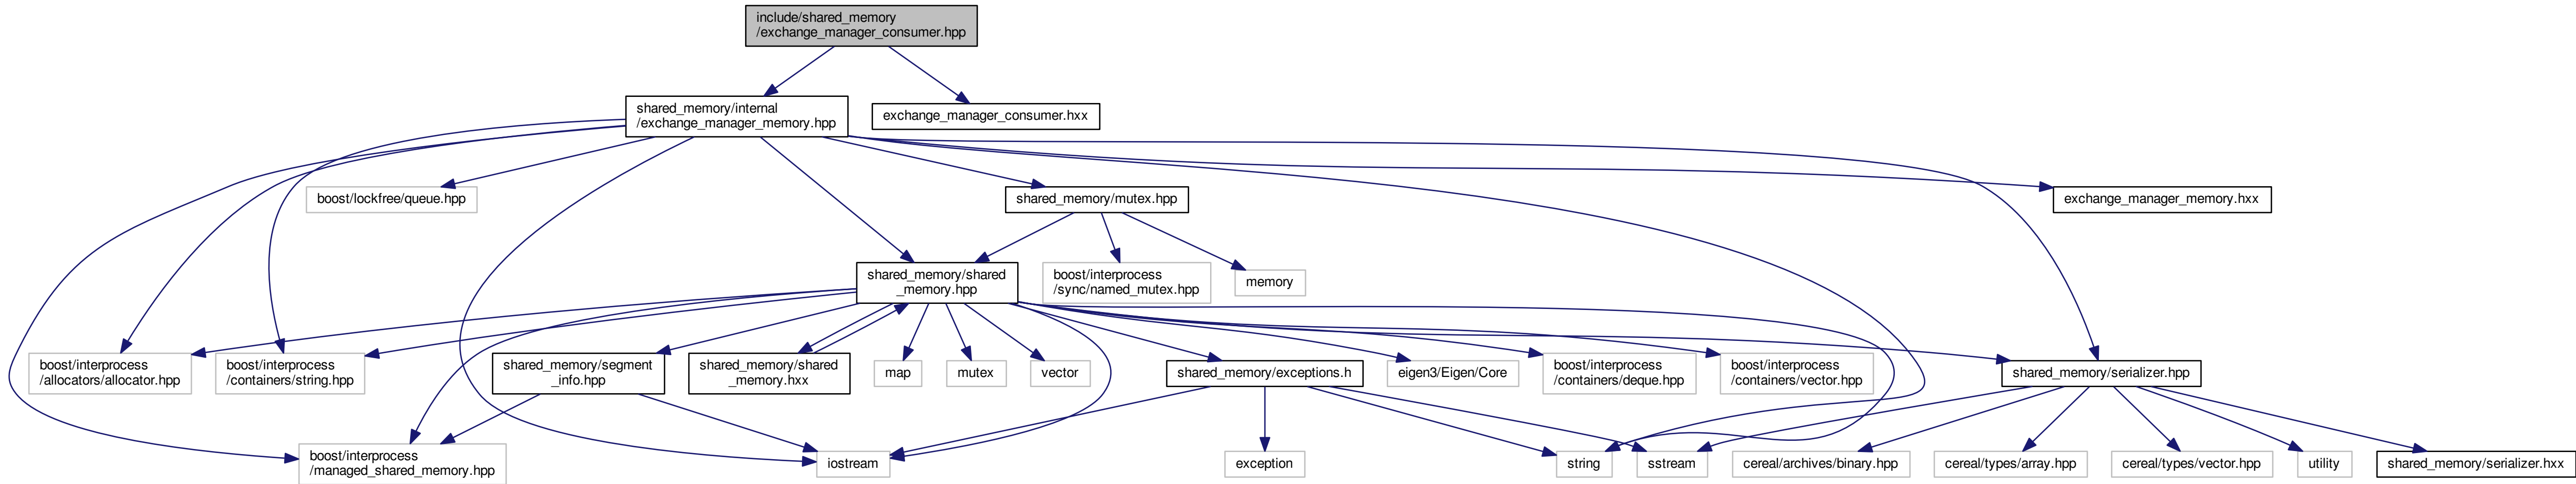 include/shared_memory
/exchange_manager_consumer.hpp
shared_memory/internal
/exchange_manager_memory.hpp
exchange_manager_consumer.hxx
boost/lockfree/queue.hpp
shared_memory/mutex.hpp
exchange_manager_memory.hxx
shared_memory/shared
_memory.hpp
boost/interprocess
/sync/named_mutex.hpp
memory
boost/interprocess
/allocators/allocator.hpp
boost/interprocess
/containers/string.hpp
shared_memory/segment
_info.hpp
shared_memory/shared
_memory.hxx
map
mutex
vector
shared_memory/exceptions.h
eigen3/Eigen/Core
boost/interprocess
/containers/deque.hpp
boost/interprocess
/containers/vector.hpp
shared_memory/serializer.hpp
boost/interprocess
/managed_shared_memory.hpp
iostream
exception
string
sstream
cereal/archives/binary.hpp
cereal/types/array.hpp
cereal/types/vector.hpp
utility
shared_memory/serializer.hxx